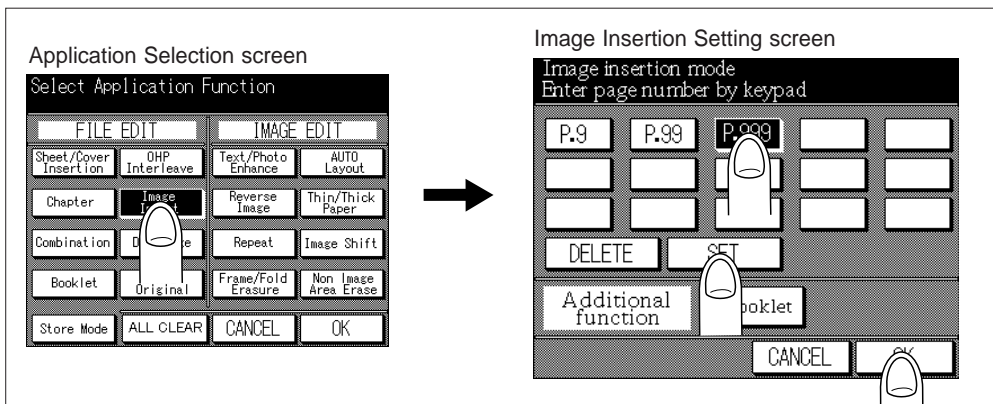 Application Selection screen
Select Application Function
FILE EDIT
IMAGE EDIT
Sheet/Cover
Insertion
OHP
Interleave
Text/Photo
Enhance
AUTO
Layout
Chapter
Image
Reverse
Image
Thin/Thick
Paper
Combination
Repeat
Image Shift
Booklet
Original
Frame/Fold
Erasure
Non Image
Area Erase
Store Mode
ALL CLEAR
CANCEL
OK
Image Insertion Setting screen
Image insertion mode
Enter page number by keypad
P.9
P.99
P.999
DELETE
SET
Additional
function
Booklet
CANCEL
OK